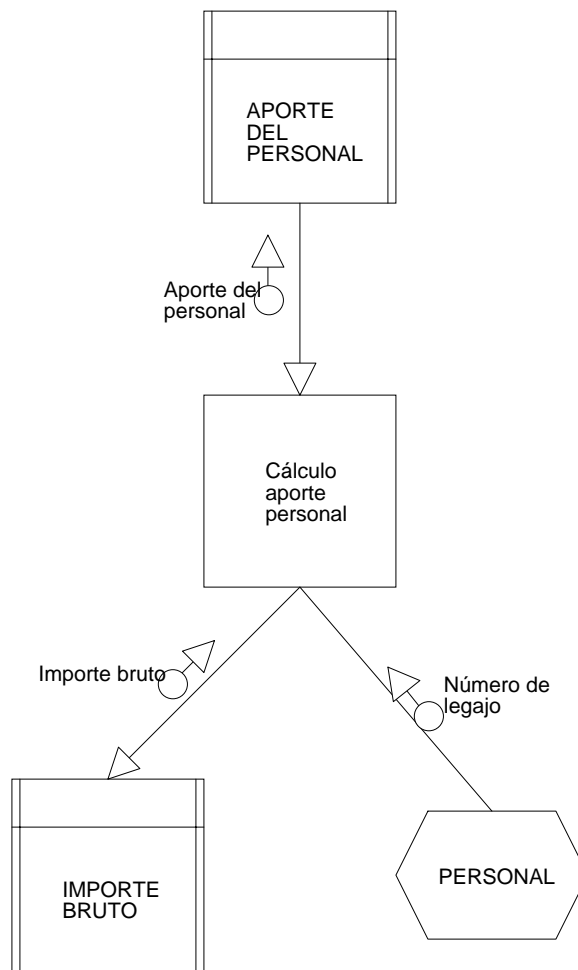 APORTE
DEL
PERSONAL
Aporte del
personal
Cálculo
aporte
personal
Importe bruto
Número de
legajo
IMPORTE
BRUTO
PERSONAL